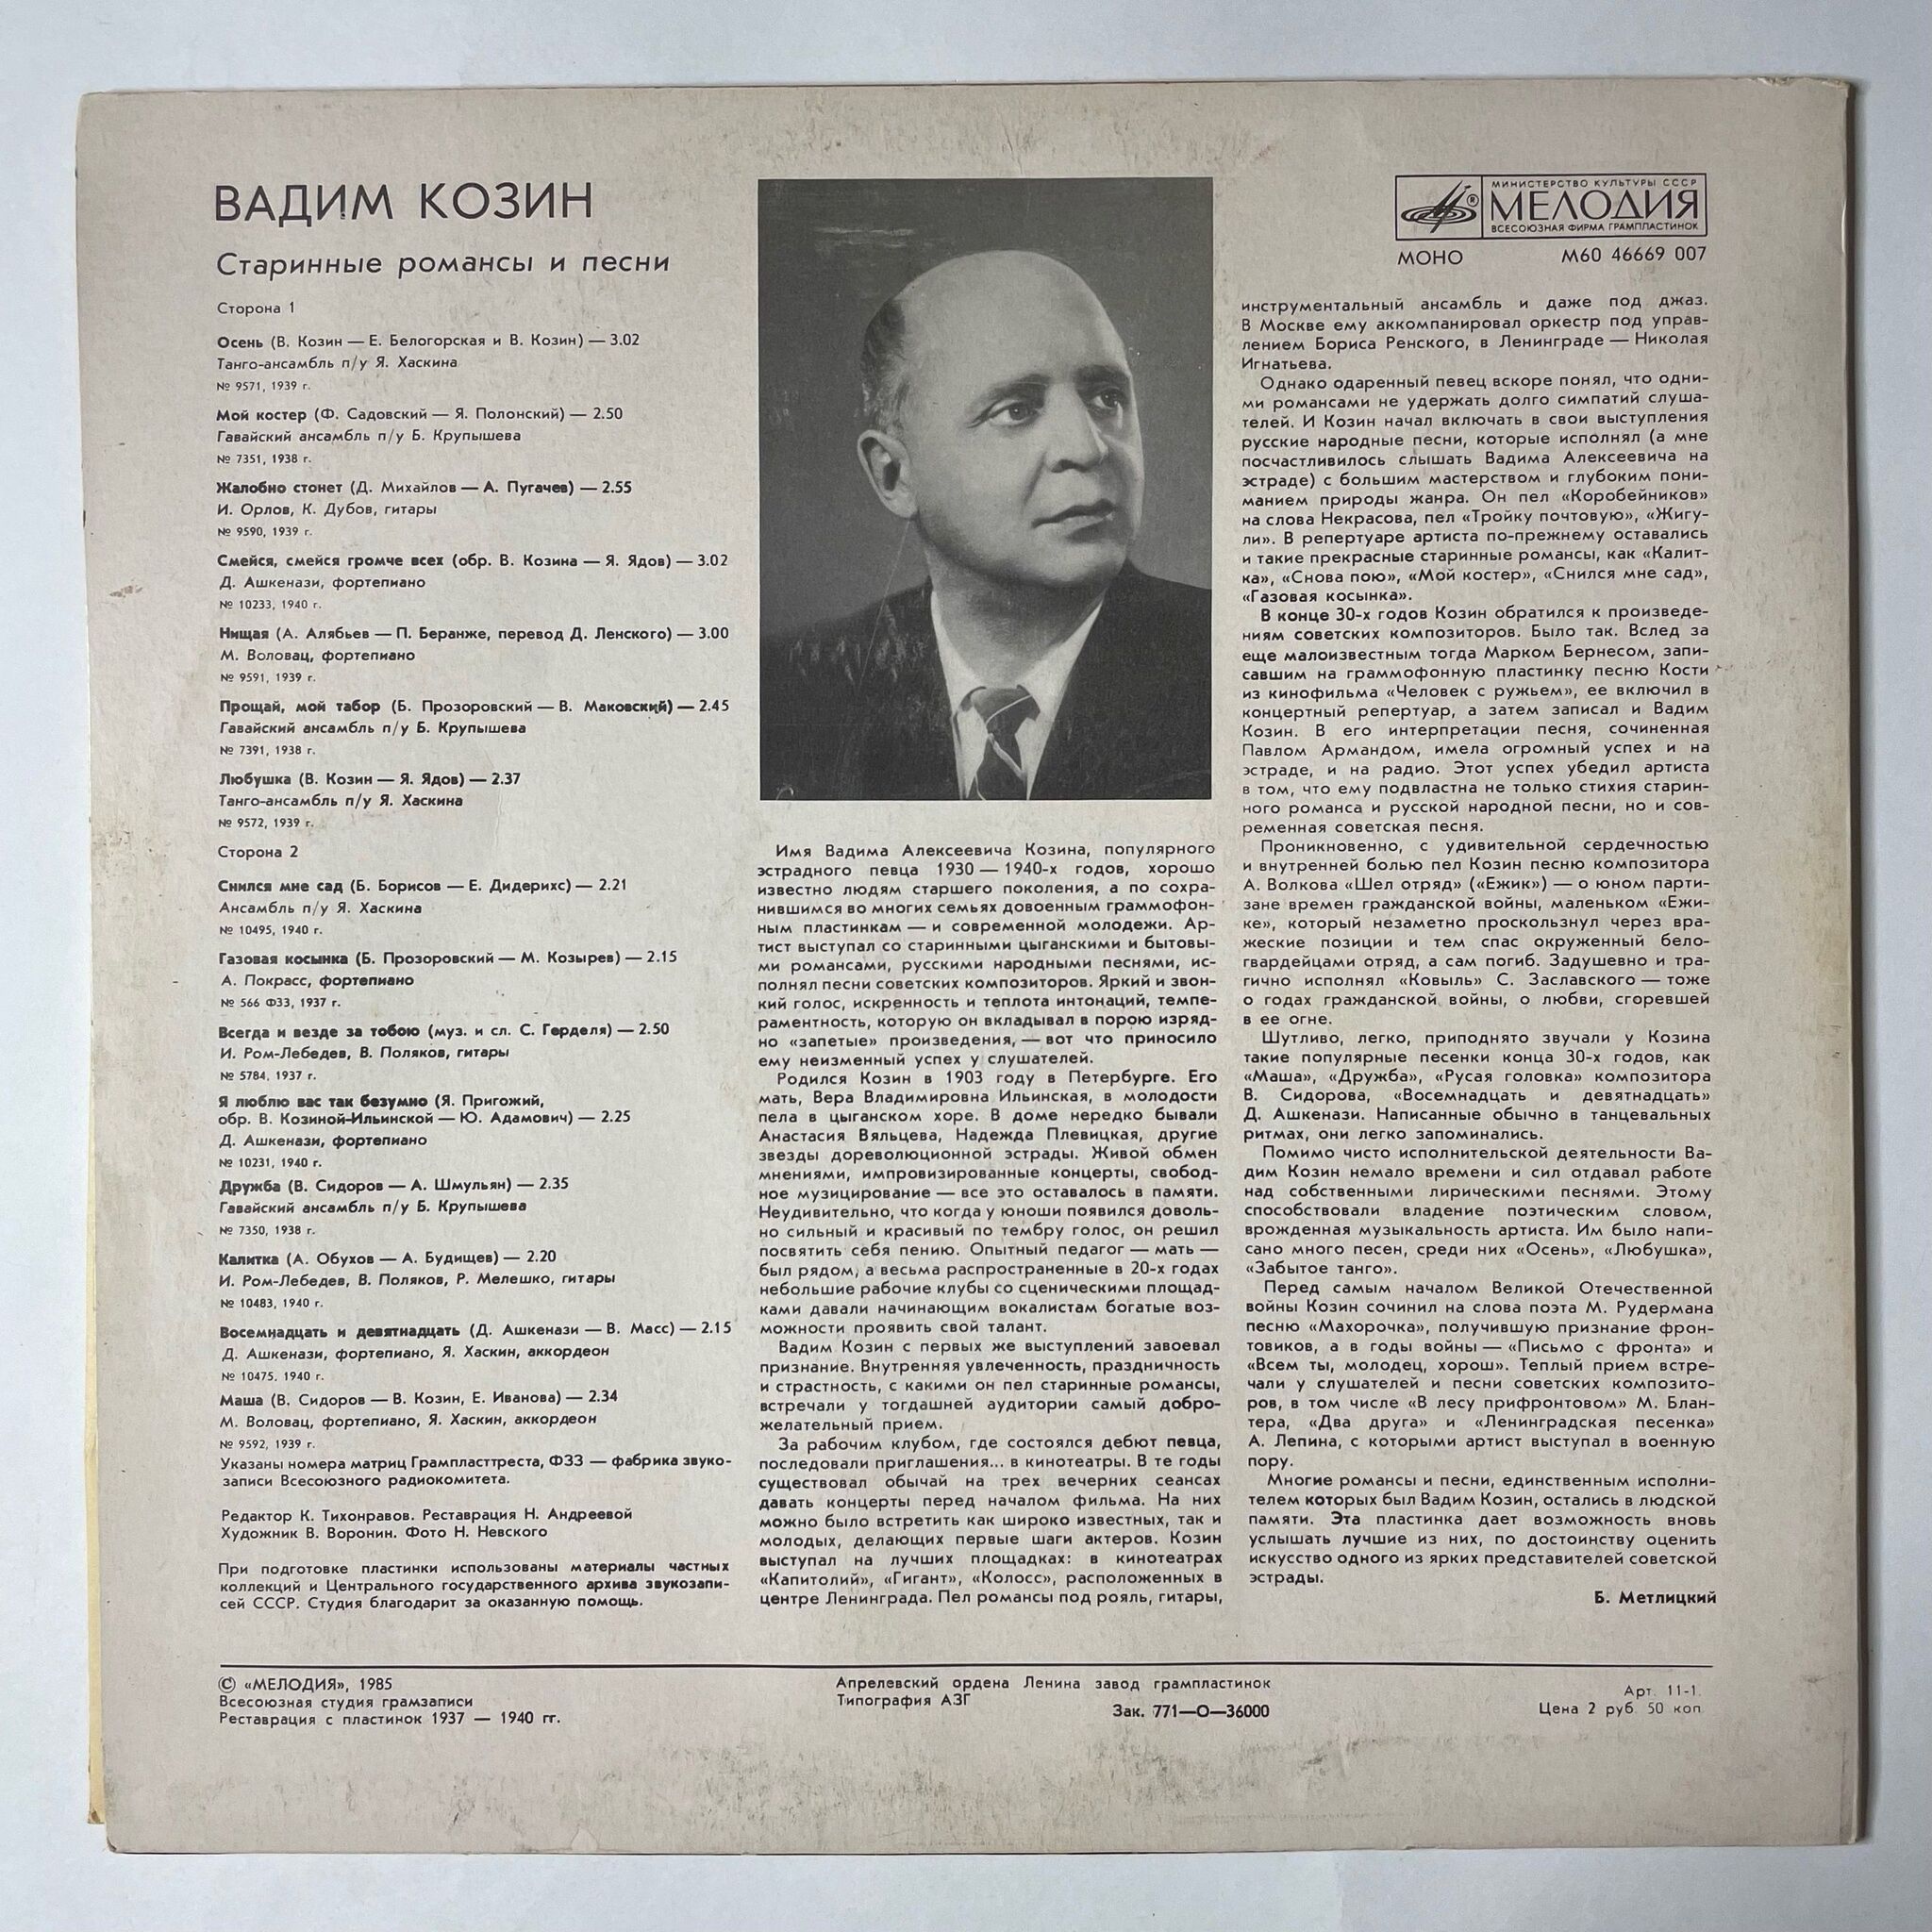 ВАДИМ КОЗИН
Старинные романсы и песни
Сторона 1
Осень (В. Козин — Е. Белогорская и В. Козин) — 3.02
Танго-ансамбль п/у Я. Хаскина
№ 9571, 1939 г.
Мой костер (Ф. Садовский — Я. Полонский) — 2.50
Гавайский ансамбль п/у Б. Крупышева
№ 7351, 1938 г.
Жалобно стонет (Д. Михайлов — А. Пугачев) — 2.55
И. Орлов, К. Дубов, гитары
№ 9590, 1939 г.
Смейся, смейся громче всех (обр. В. Козина — Я. Ядов) — 3.02
Д. Ашкенази, фортепиано
№ 10233, 1940 г.
Нищая (А. Алябьев — П. Беранже, перевод Д. Ленского) — 3.00
М. Воловац, фортепиано
№ 9591, 1939 г.
Прощай, мой табор (Б. Прозоровский — В. Маковский) — 2.45
Гавайский ансамбль п/у Б. Крупышева
№ 7391, 1938 г.
Любушка (В. Козин — Я. Ядов) — 2.37
Танго-ансамбль п/у Я. Хаскина
№ 9572, 1939 г.
Сторона 2
Снился мне сад (Б. Борисов — Е. Дидерихс) — 2.21
Ансамбль п/у Я. Хаскина
№ 10495, 1940 г.
Газовая косынка (Б. Прозоровский — М. Козырев) — 2.15
А. Покрасс, фортепиано
№ 566 ФЗЗ, 1937 г.
Всегда и везде за тобою (муз. и сл. С. Герделя) — 2.50
И. Ром-Лебедев, В. Поляков, гитары
№ 5784, 1937 г.
Я люблю вас так безумно (Я. Пригожий,
обр. В. Козиной-Ильинской — Ю. Адамович) — 2.25
Д. Ашкенази, фортепиано
№ 10231, 1940 г.
Дружба (В. Сидоров — А. Шмульян) — 2.35
Гавайский ансамбль п/у Б. Крупышева
№ 7350, 1938 г.
Калитка (А. Обухов — А. Будищев) — 2.20
И. Ром-Лебедев, В. Поляков, Р. Мелешко, гитары
№ 10483, 1940 г.
Восемнадцать и девятнадцать (Д. Ашкенази — В. Масс) — 2.15
Д. Ашкенази, фортепиано, Я. Хаскин, аккордеон
№ 10475, 1940 г.
Маша (В. Сидоров — В. Козин, Е. Иванова) — 2.34
М. Воловац, фортепиано, Я. Хаскин, аккордеон
№ 9592, 1939 г.
Указаны номера матриц Грампласттреста, ФЗЗ — фабрика звуко-
записи Всесоюзного радиокомитета.
Редактор К. Тихонравов. Реставрация Н. Андреевой
Художник В. Воронин. Фото Н. Невского
При подготовке пластинки использованы материалы частных
коллекций и Центрального государственного архива звукозапи-
сей СССР. Студия благодарит за оказанную помощь.
Имя Вадима Алексеевича Козина, популярного
эстрадного певца 1930 — 1940-х годов, хорошо
известно людям старшего поколения, а по сохра-
нившимся во многих семьях довоенным граммофон-
ным пластинкам — и современной молодежи. Ар-
тист выступал со старинными цыганскими и бытовы-
ми романсами, русскими народными песнями, ис-
полнял песни советских композиторов. Яркий и звон-
кий голос, искренность и теплота интонаций, темпе-
раментность, которую он вкладывал в порою изряд-
но «запетые» произведения, — вот что приносило
ему неизменный успех у слушателей.
Родился Козин в 1903 году в Петербурге. Его
мать, Вера Владимировна Ильинская, в молодости
пела в цыганском хоре. В доме нередко бывали
Анастасия Вяльцева, Надежда Плевицкая, другие
звезды дореволюционной эстрады. Живой обмен
мнениями, импровизированные концерты, свобод-
ное музицирование — все это оставалось в памяти.
Неудивительно, что когда у юноши появился доволь-
но сильный и красивый по тембру голос, он решил
посвятить себя пению. Опытный педагог — мать —
был рядом, а весьма распространенные в 20-х годах
небольшие рабочие клубы со сценическими площад-
ками давали начинающим вокалистам богатые воз-
можности проявить свой талант.
Вадим Козин с первых же выступлений завоевал
признание. Внутренняя увлеченность, праздничность
и страстность, с какими он пел старинные романсы,
встречали у тогдашней аудитории самый добро-
желательный прием.
За рабочим клубом, где состоялся дебют певца,
последовали приглашения... в кинотеатры. В те годы
существовал обычай на трех вечерних сеансах
давать концерты перед началом фильма. На них
можно было встретить как широко известных, так и
молодых, делающих первые шаги актеров. Козин
выступал на лучших площадках: в кинотеатрах
«Капитолий», «Гигант», «Колосс», расположенных в
центре Ленинграда. Пел романсы под рояль, гитары,
МИНИСТЕРСТВО КУЛЬТУРЫ СССР
МЕЛОДИЯ
ВСЕСОЮЗНАЯ ФИРМА ГРАМПЛАСТИНОК
МОНО М60 46669 007
инструментальный ансамбль и даже под джаз.
В Москве ему аккомпанировал оркестр под управ-
лением Бориса Ренского, в Ленинграде — Николая
Игнатьева.
Однако одаренный певец вскоре понял, что одни-
ми романсами не удержать долго симпатий слуша-
телей. И Козин начал включать в свои выступления
русские народные песни, которые исполнял (а мне
посчастливилось слышать Вадима Алексеевича на
эстраде) с большим мастерством и глубоким пони-
манием природы жанра. Он пел «Коробейников»
на слова Некрасова, пел «Тройку почтовую», «Жигу-
ли». В репертуаре артиста по-прежнему оставались
и такие прекрасные старинные романсы, как «Калит-
ка», «Снова пою», «Мой костер», «Снился мне сад»,
«Газовая косынка».
В конце 30-х годов Козин обратился к произведе-
ниям советских композиторов. Было так. Вслед за
еще малоизвестным тогда Марком Бернесом, запи-
савшим на граммофонную пластинку песню Кости
из кинофильма «Человек с ружьем», ее включил в
концертный репертуар, а затем записал и Вадим
Козин. В его интерпретации песня, сочиненная
Павлом Армандом, имела огромный успех и на
эстраде, и на радио. Этот успех убедил артиста
в том, что ему подвластна не только стихия старин-
ного романса и русской народной песни, но и сов-
ременная советская песня.
Проникновенно, с удивительной сердечностью
и внутренней болью пел Козин песню композитора
А. Волкова «Шел отряд» («Ежик») — о юном парти-
зане времен гражданской войны, маленьком «Ежи-
ке», который незаметно проскользнул через вра-
жеские позиции и тем спас окруженный бело-
гвардейцами отряд, а сам погиб. Задушевно и тра-
гично исполнял «Ковыль» С. Заславского — тоже
о годах гражданской войны, о любви, сгоревшей
в ее огне.
Шутливо, легко, приподнято звучали у Козина
такие популярные песенки конца 30-х годов, как
«Маша», «Дружба», «Русая головка» композитора
В. Сидорова, «Восемнадцать и девятнадцать»
Д. Ашкенази. Написанные обычно в танцевальных
ритмах, они легко запоминались.
Помимо чисто исполнительской деятельности Ва-
дим Козин немало времени и сил отдавал работе
над собственными лирическими песнями. Этому
способствовали владение поэтическим словом,
врожденная музыкальность артиста. Им было напи-
сано много песен, среди них «Осень», «Любушка»,
«Забытое танго».
Перед самым началом Великой Отечественной
войны Козин сочинил на слова поэта М. Рудермана
песню «Махорочка», получившую признание фрон-
товиков, а в годы войны — «Письмо с фронта» и
«Всем ты, молодец, хорош». Теплый прием встре-
чали у слушателей и песни советских композито-
ров, в том числе «В лесу прифронтовом» М. Блан-
тера, «Два друга» и «Ленинградская песенка»
А. Лепина, с которыми артист выступал в военную
пору.
Многие романсы и песни, единственным исполни-
телем которых был Вадим Козин, остались в людской
памяти. Эта пластинка дает возможность вновь
услышать лучшие из них, по достоинству оценить
искусство одного из ярких представителей советской
эстрады.
Б. Метлицкий
© «МЕЛОДИЯ», 1985
Всесоюзная студия грамзаписи
Реставрация с пластинок 1937 — 1940 гг.
Апрелевский ордена Ленина завод грампластинок
Типография АЗГ
Зак. 771—О—36000
Арт. 11-1.
Цена 2 руб. 50 коп.